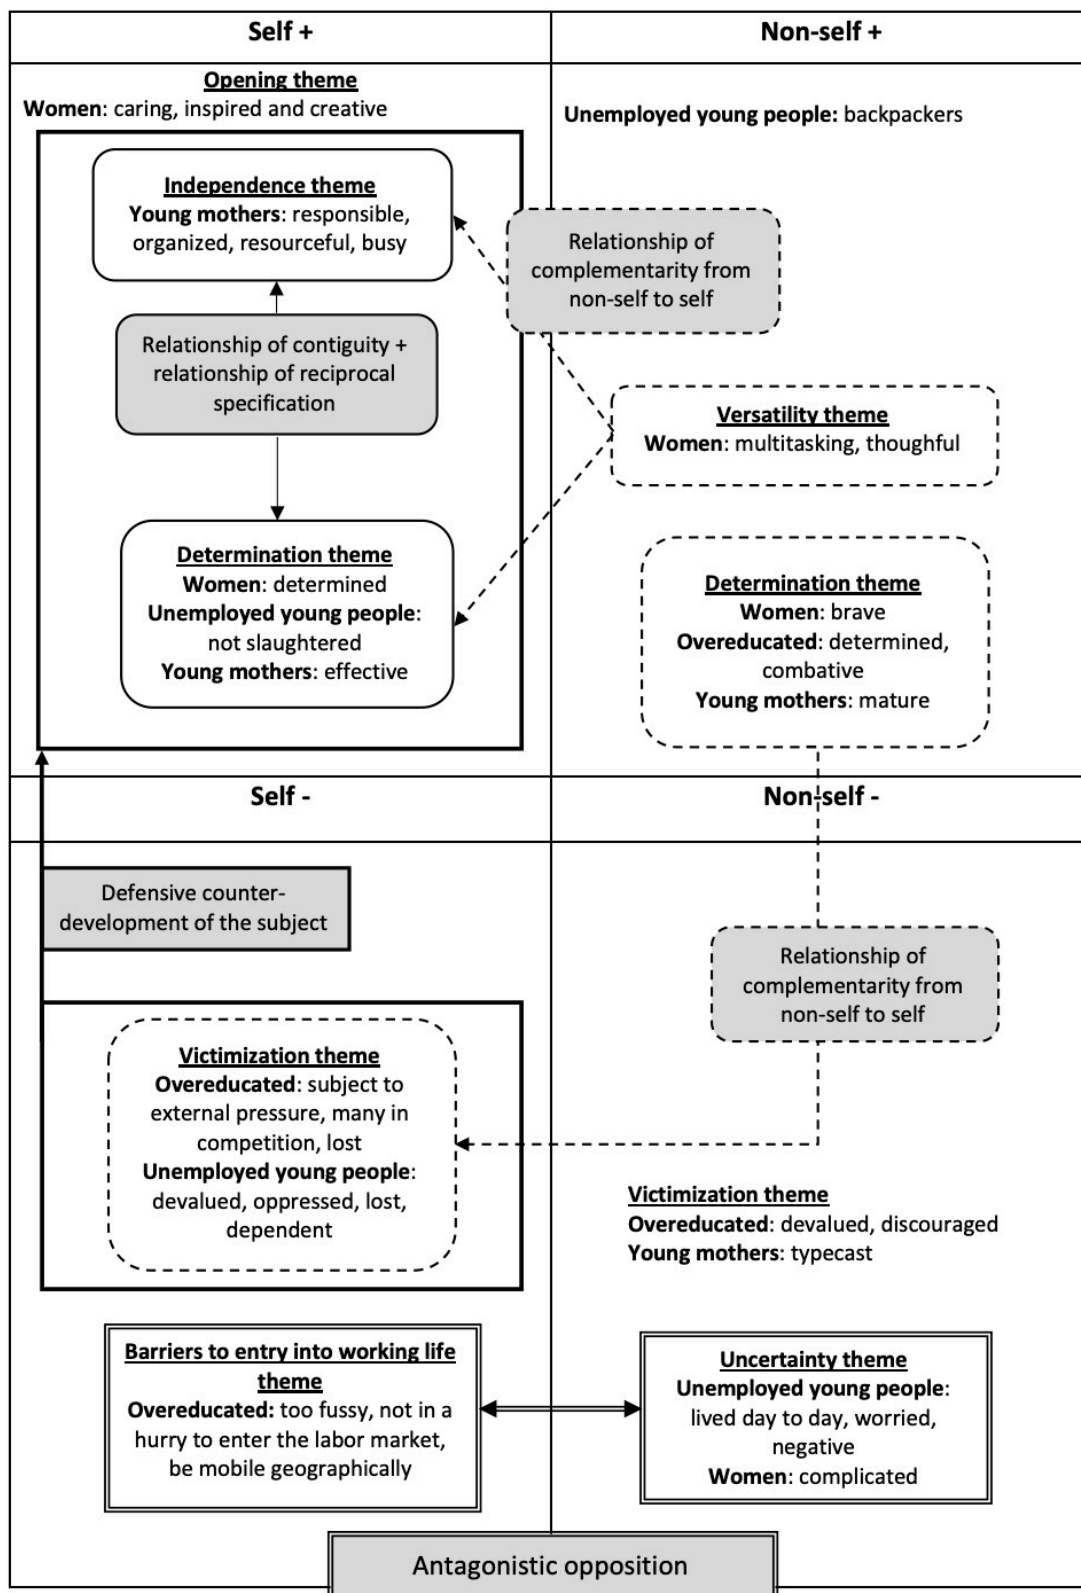 Self +
Non-self +
Opening theme
Women: caring, inspired and creative
Unemployed young people: backpackers
Independence theme
Young mothers: responsible,
organized, resourceful, busy
Relationship of
complementarity from
non-self to self
Relationship of contiguity +
relationship of reciprocal
specification
Versatility theme
Women: multitasking, thoughful
Determination theme
Women: determined
Unemployed young people:
not slaughtered
Young mothers: effective
Determination theme
Women: brave
Overeducated: determined,
combative
Young mothers: mature
Self -
Non-self -
Defensive counter-
development of the subject
Relationship of
complementarity from
non-self to self
Victimization theme
Overeducated: subject to
external pressure, many in
competition, lost
Unemployed young people:
devalued, oppressed, lost,
dependent
Victimization theme
Overeducated: devalued, discouraged
Young mothers: typecast
Barriers to entry into working life
theme
Overeducated: too fussy, not in a
hurry to enter the labor market,
be mobile geographically
Uncertainty theme
Unemployed young people:
lived day to day, worried,
negative
Women: complicated
Antagonistic opposition